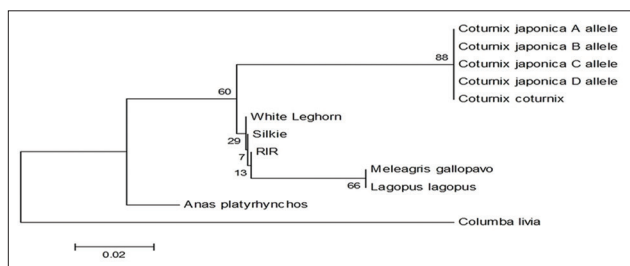 Coturnix japonica A allele
Coturnix japonica B allele
88
Coturnix japonica C allele
Coturnix japonica D allele
60
Coturnix coturnix
White Leghorn
Silkie
29
7
RIR
13
Meleagris gallopavo
66
Lagopus lagopus
Anas platyrhynchos
Columba livia
0.02